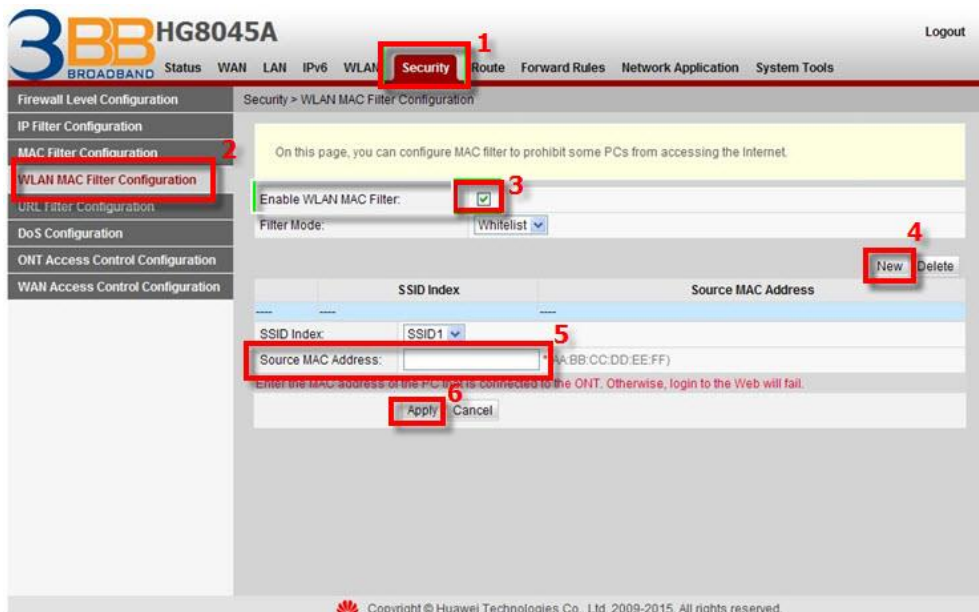 3BB HG8045A
BROADBAND
Logout
1
Status WAN LAN IPv6 WLAN Security Route Forward Rules Network Application System Tools
Firewall Level Configuration
IP Filter Configuration
MAC Filter Configuration
2
WLAN MAC Filter Configuration
URL Filter Configuration
DoS Configuration
ONT Access Control Configuration
WAN Access Control Configuration
Security > WLAN MAC Filter Configuration
On this page, you can configure MAC filter to prohibit some PCs from accessing the Internet.
Enable WLAN MAC Filter: 3
Filter Mode: Whitelist
4
New Delete
SSID Index Source MAC Address
---- ---- ----
SSID Index: SSID1
5
Source MAC Address: *(AA:BB:CC:DD:EE:FF)
Enter the MAC address of the PC that is connected to the ONT. Otherwise, login to the Web will fail.
6
Apply Cancel
Copyright © Huawei Technologies Co., Ltd. 2009-2015. All rights reserved.